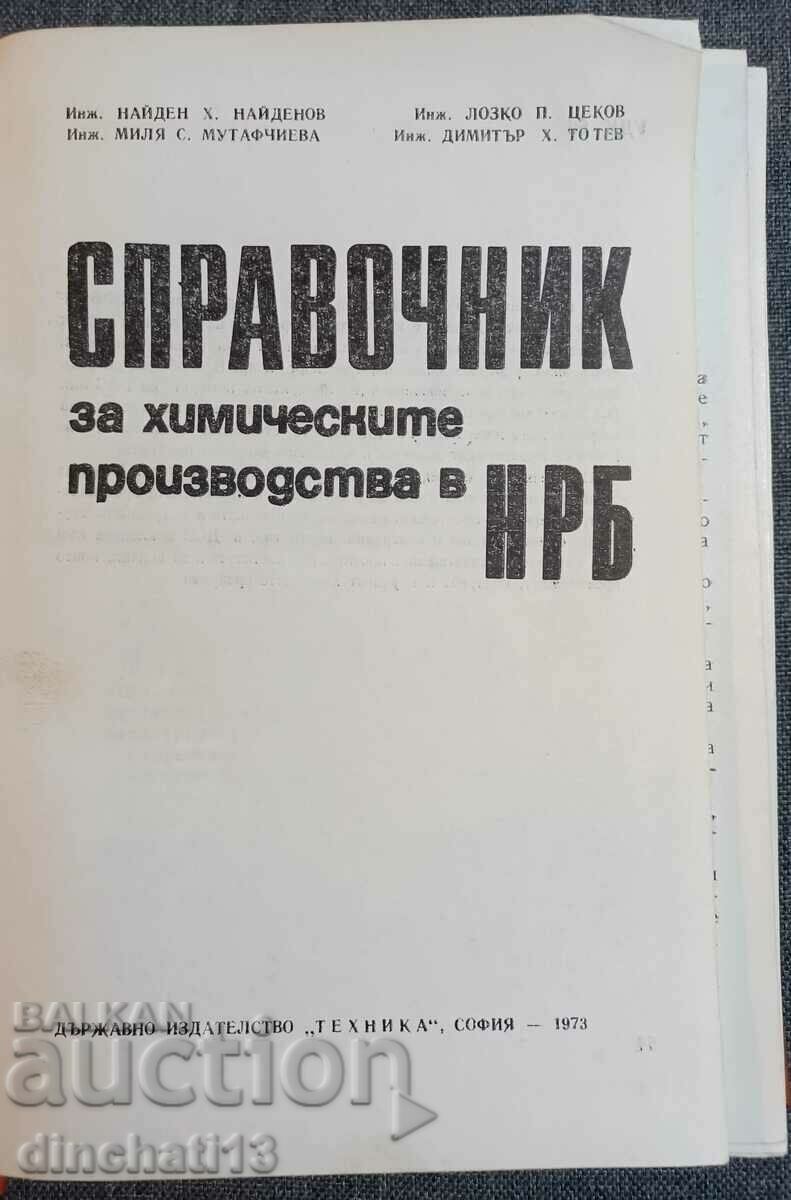 Инж. НАЙДЕН Х. НАЙДЕНОВ Инж. ЛОЗКО П. ЦЕКОВ
Инж. МИЛЯ С. МУТАФЧИЕВА Инж. ДИМИТЪР Х. ТОТЕВ
СПРАВОЧНИК
за химическите
производства в НРБ
ДЪРЖАВНО ИЗДАТЕЛСТВО „ТЕХНИКА“, СОФИЯ — 1973
BALKAN
auction
dinchati13